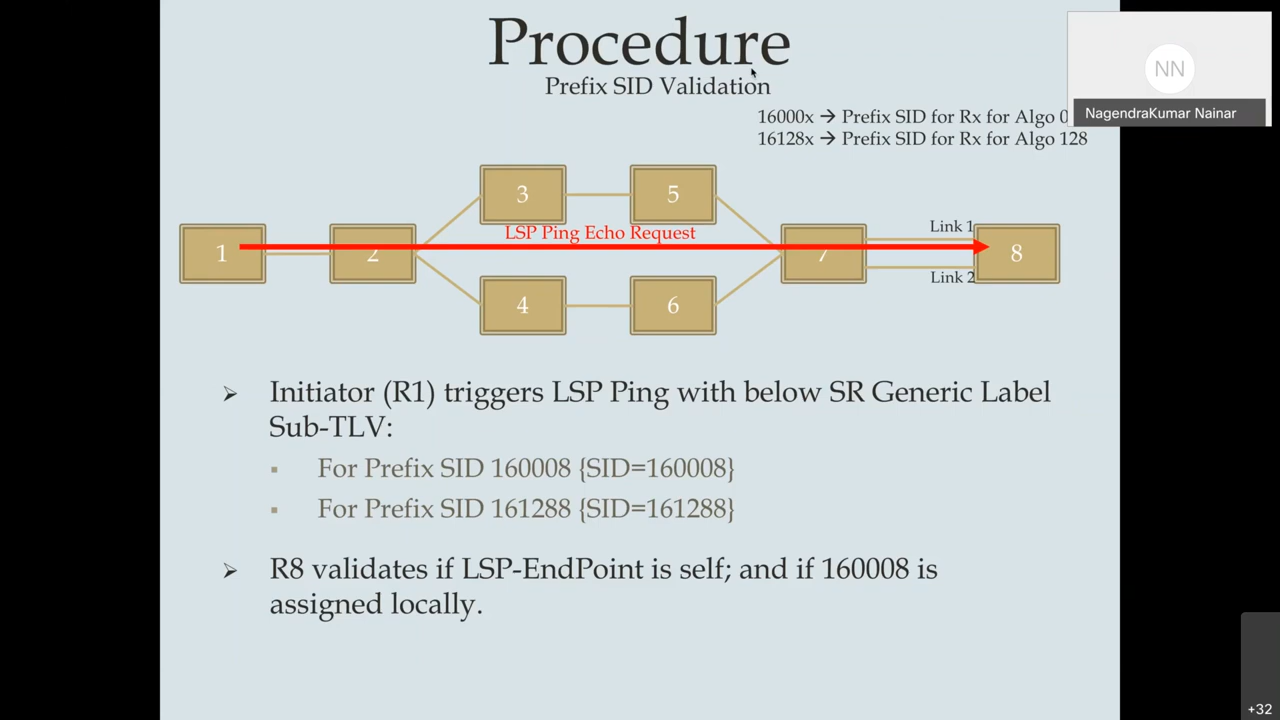 Procedure
Prefix SID Validation
NN
NagendraKumar Nainar
16000x → Prefix SID for Rx for Algo 0
16128x → Prefix SID for Rx for Algo 128
3
5
LSP Ping Echo Request
Link 1
1
2
7
8
Link 2
4
6
➢ Initiator (R1) triggers LSP Ping with below SR Generic Label
Sub-TLV:
▪ For Prefix SID 160008 {SID=160008}
▪ For Prefix SID 161288 {SID=161288}
➢ R8 validates if LSP-EndPoint is self; and if 160008 is
assigned locally.
+32